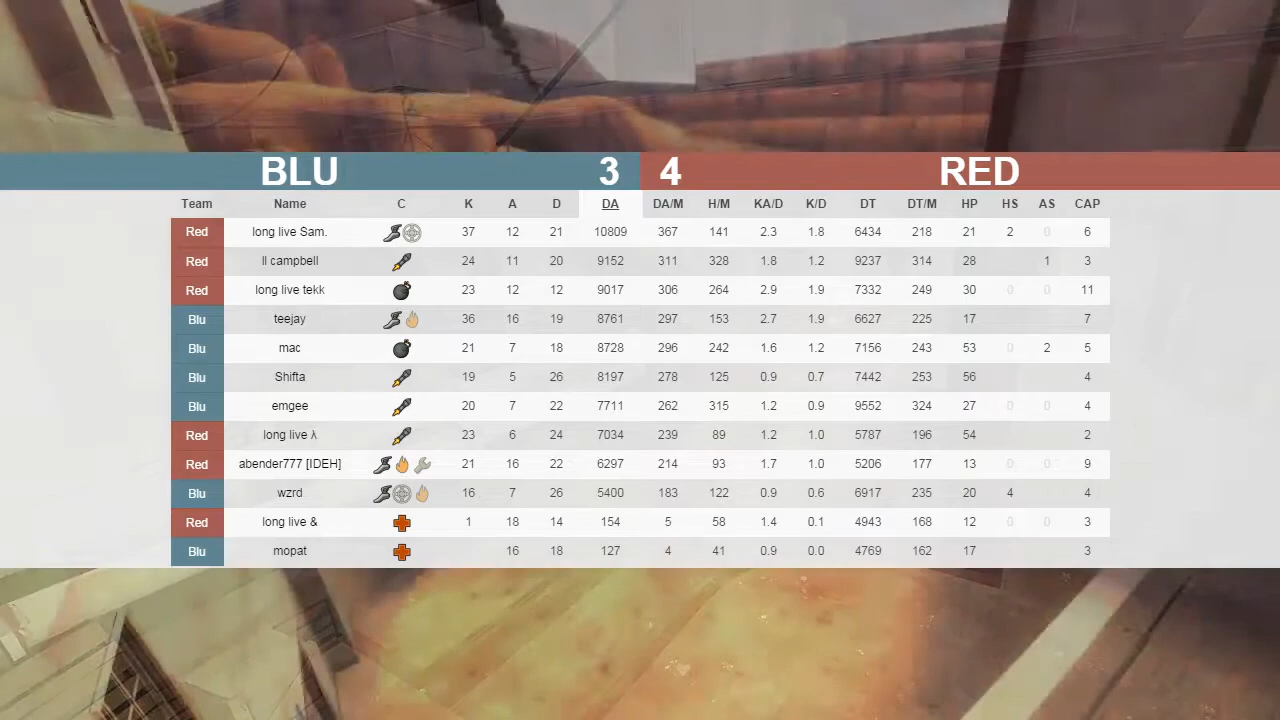 BLU 3 4 RED
Team Name C K A D DA DA/M H/M KA/D K/D DT DT/M HP HS AS CAP
Red long live Sam. 37 12 21 10809 367 141 2.3 1.8 6434 218 21 2 0 6
Red ll campbell 24 11 20 9152 311 328 1.8 1.2 9237 314 28 1 3
Red long live tekk 23 12 12 9017 306 264 2.9 1.9 7332 249 30 0 0 11
Blu teejay 36 16 19 8761 297 153 2.7 1.9 6627 225 17 7
Blu mac 21 7 18 8728 296 242 1.6 1.2 7156 243 53 0 2 5
Blu Shifta 19 5 26 8197 278 125 0.9 0.7 7442 253 56 4
Blu emgee 20 7 22 7711 262 315 1.2 0.9 9552 324 27 0 0 4
Red long live λ 23 6 24 7034 239 89 1.2 1.0 5787 196 54 2
Red abender777 [IDEH] 21 16 22 6297 214 93 1.7 1.0 5206 177 13 0 0 9
Blu wzrd 16 7 26 5400 183 122 0.9 0.6 6917 235 20 4 4
Red long live & 1 18 14 154 5 58 1.4 0.1 4943 168 12 0 0 3
Blu mopat 16 18 127 4 41 0.9 0.0 4769 162 17 3